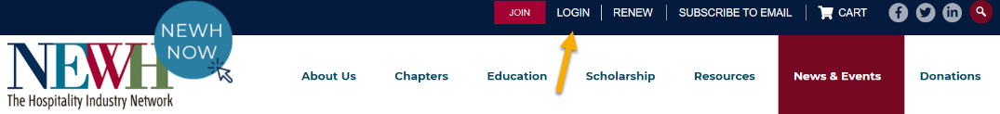 JOIN LOGIN RENEW SUBSCRIBE TO EMAIL CART f in
NEWH
NOW
NEWH
The Hospitality Industry Network
About Us Chapters Education Scholarship Resources News & Events Donations